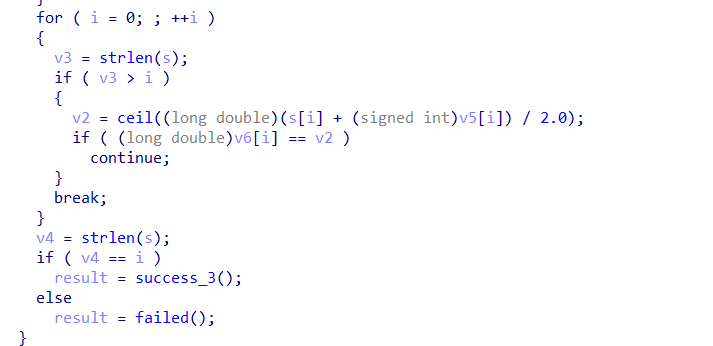 }
for ( i = 0; ; ++i )
{
v3 = strlen(s);
if ( v3 > i )
{
v2 = ceil((long double)(s[i] + (signed int)v5[i]) / 2.0);
if ( (long double)v6[i] == v2 )
continue;
}
break;
}
v4 = strlen(s);
if ( v4 == i )
result = success_3();
else
result = failed();
}